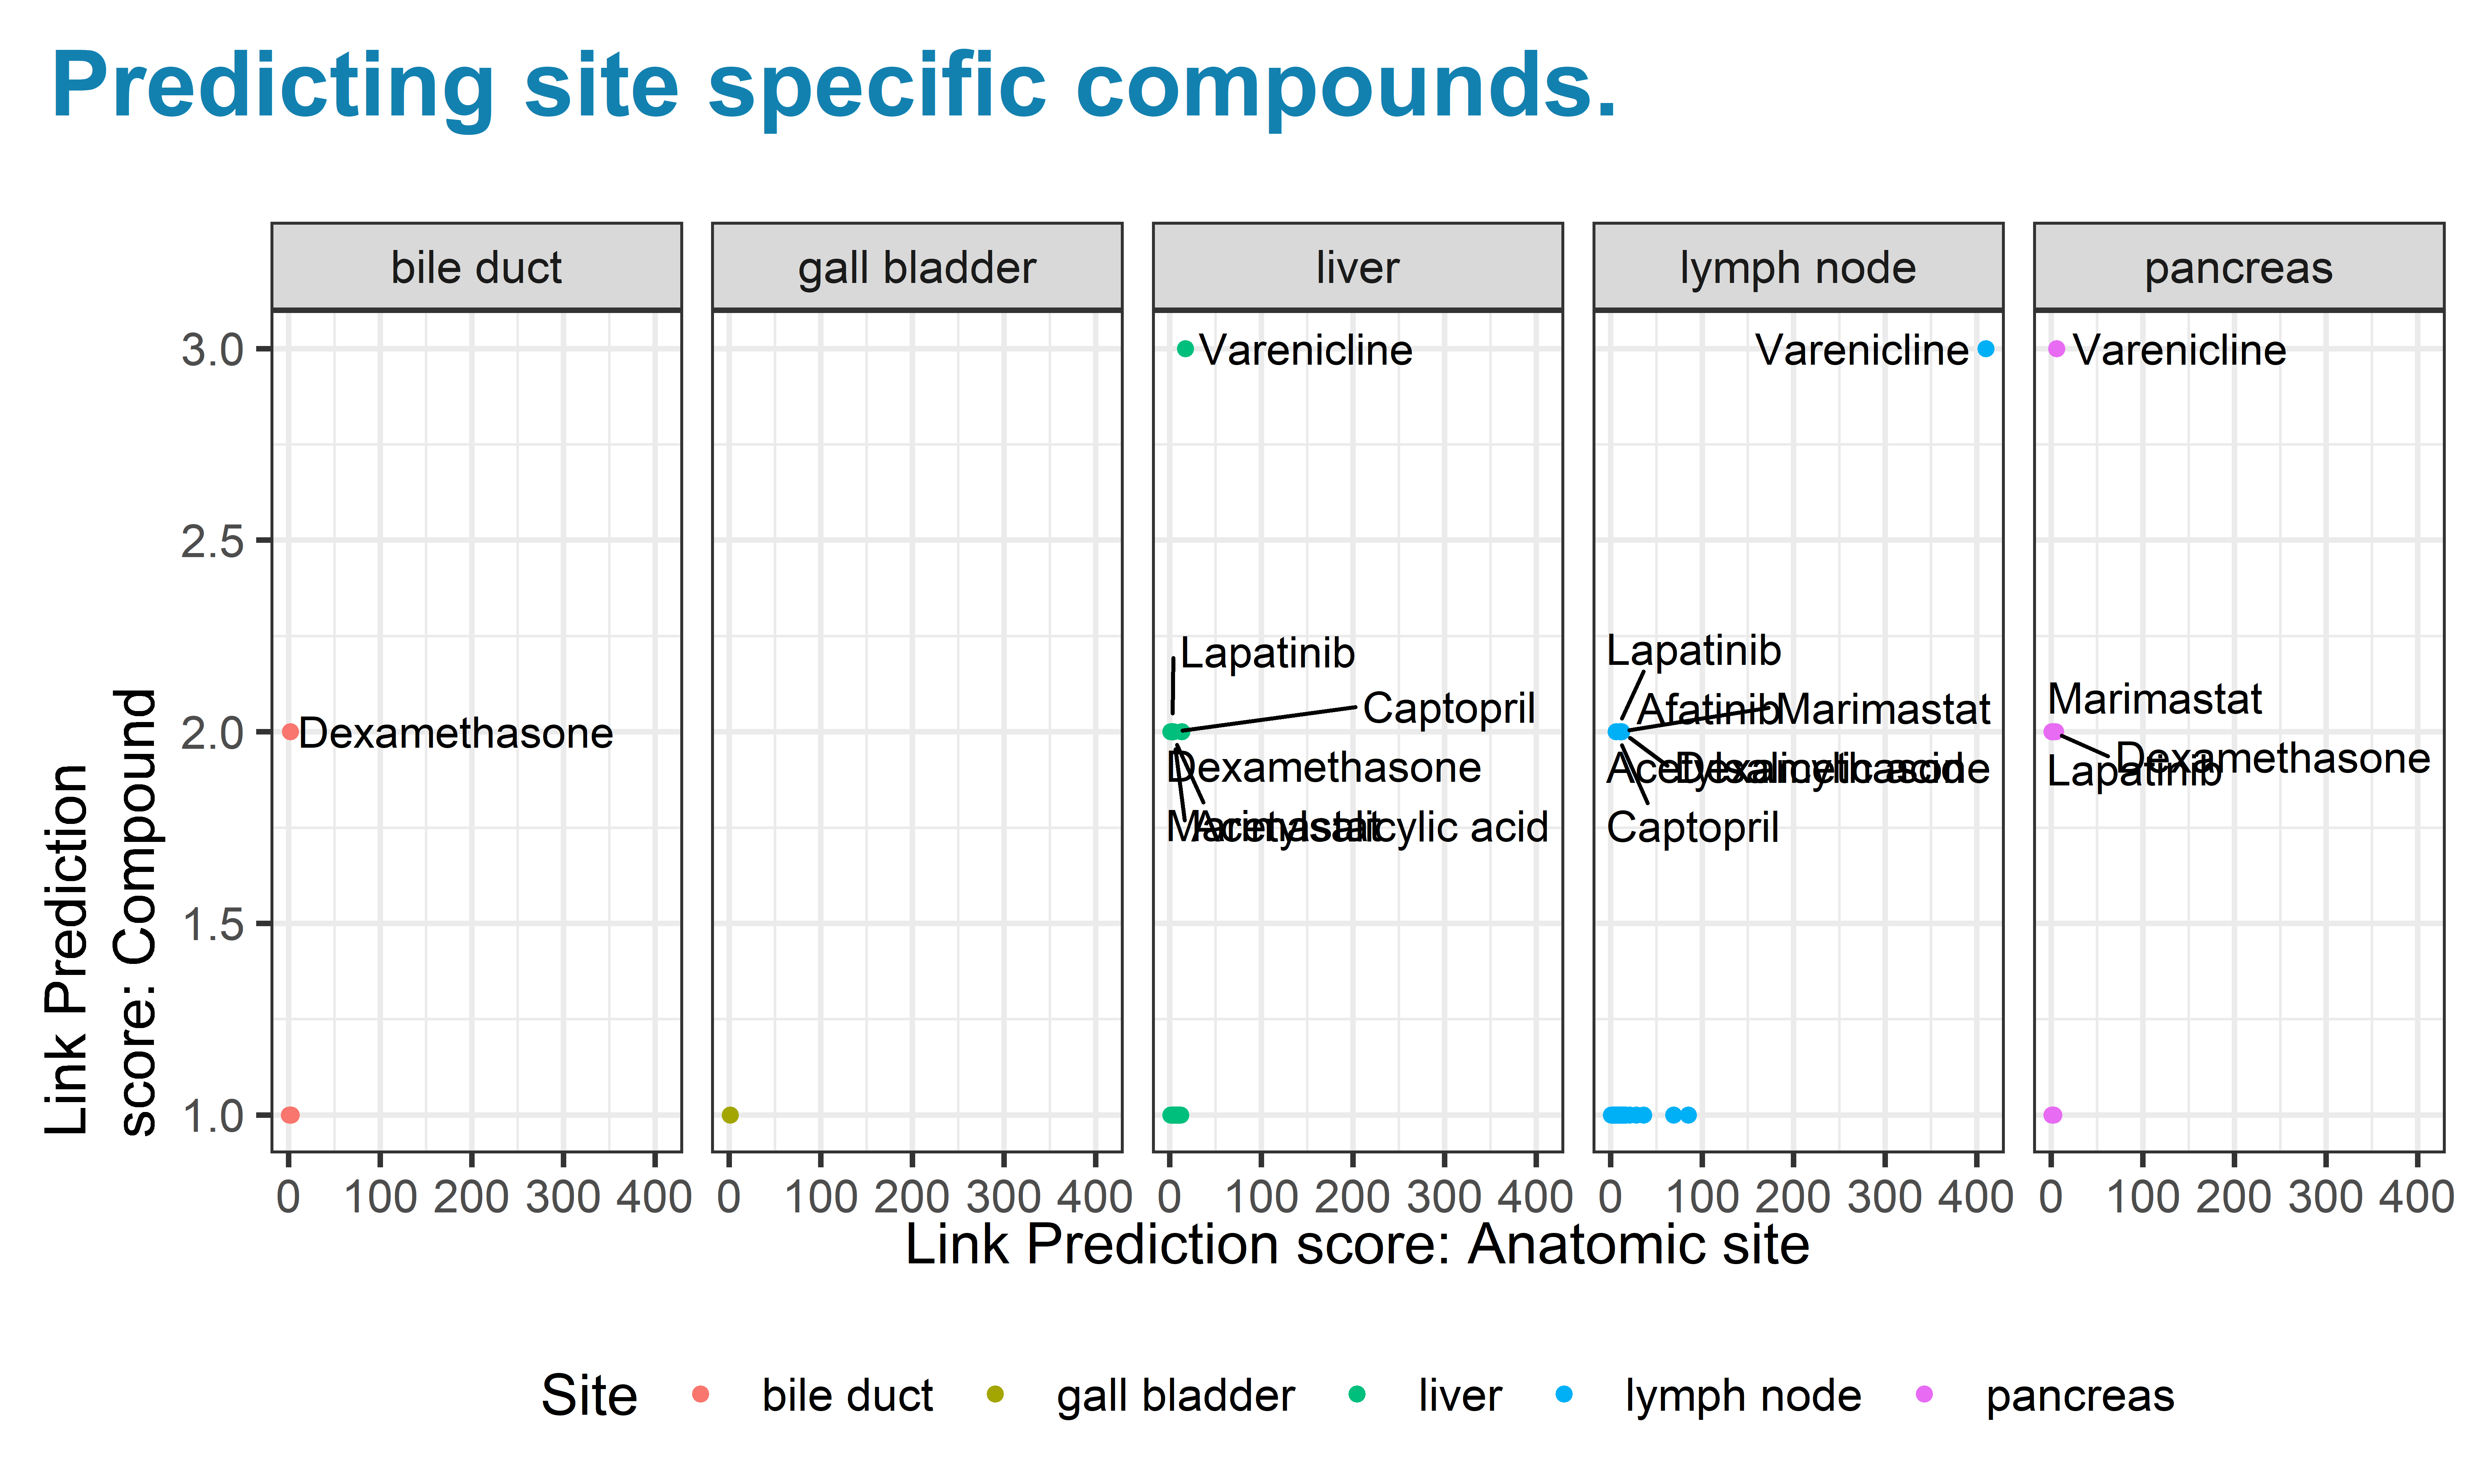 Predicting site specific compounds.
bile duct
gall bladder
liver
lymph node
pancreas
Link Prediction
score: Compound
3.0
2.5
2.0
1.5
1.0
Dexamethasone
Varenicline
Lapatinib
Captopril
Dexamethasone
Marimastat
Acetylsalicylic acid
Varenicline
Lapatinib
Afatinib
Marimastat
Acetylsalicylic acid
Dexamethasone
Captopril
Varenicline
Marimastat
Dexamethasone
Lapatinib
0 100 200 300 400
0 100 200 300 400
0 100 200 300 400
0 100 200 300 400
0 100 200 300 400
Link Prediction score: Anatomic site
Site bile duct gall bladder liver lymph node pancreas